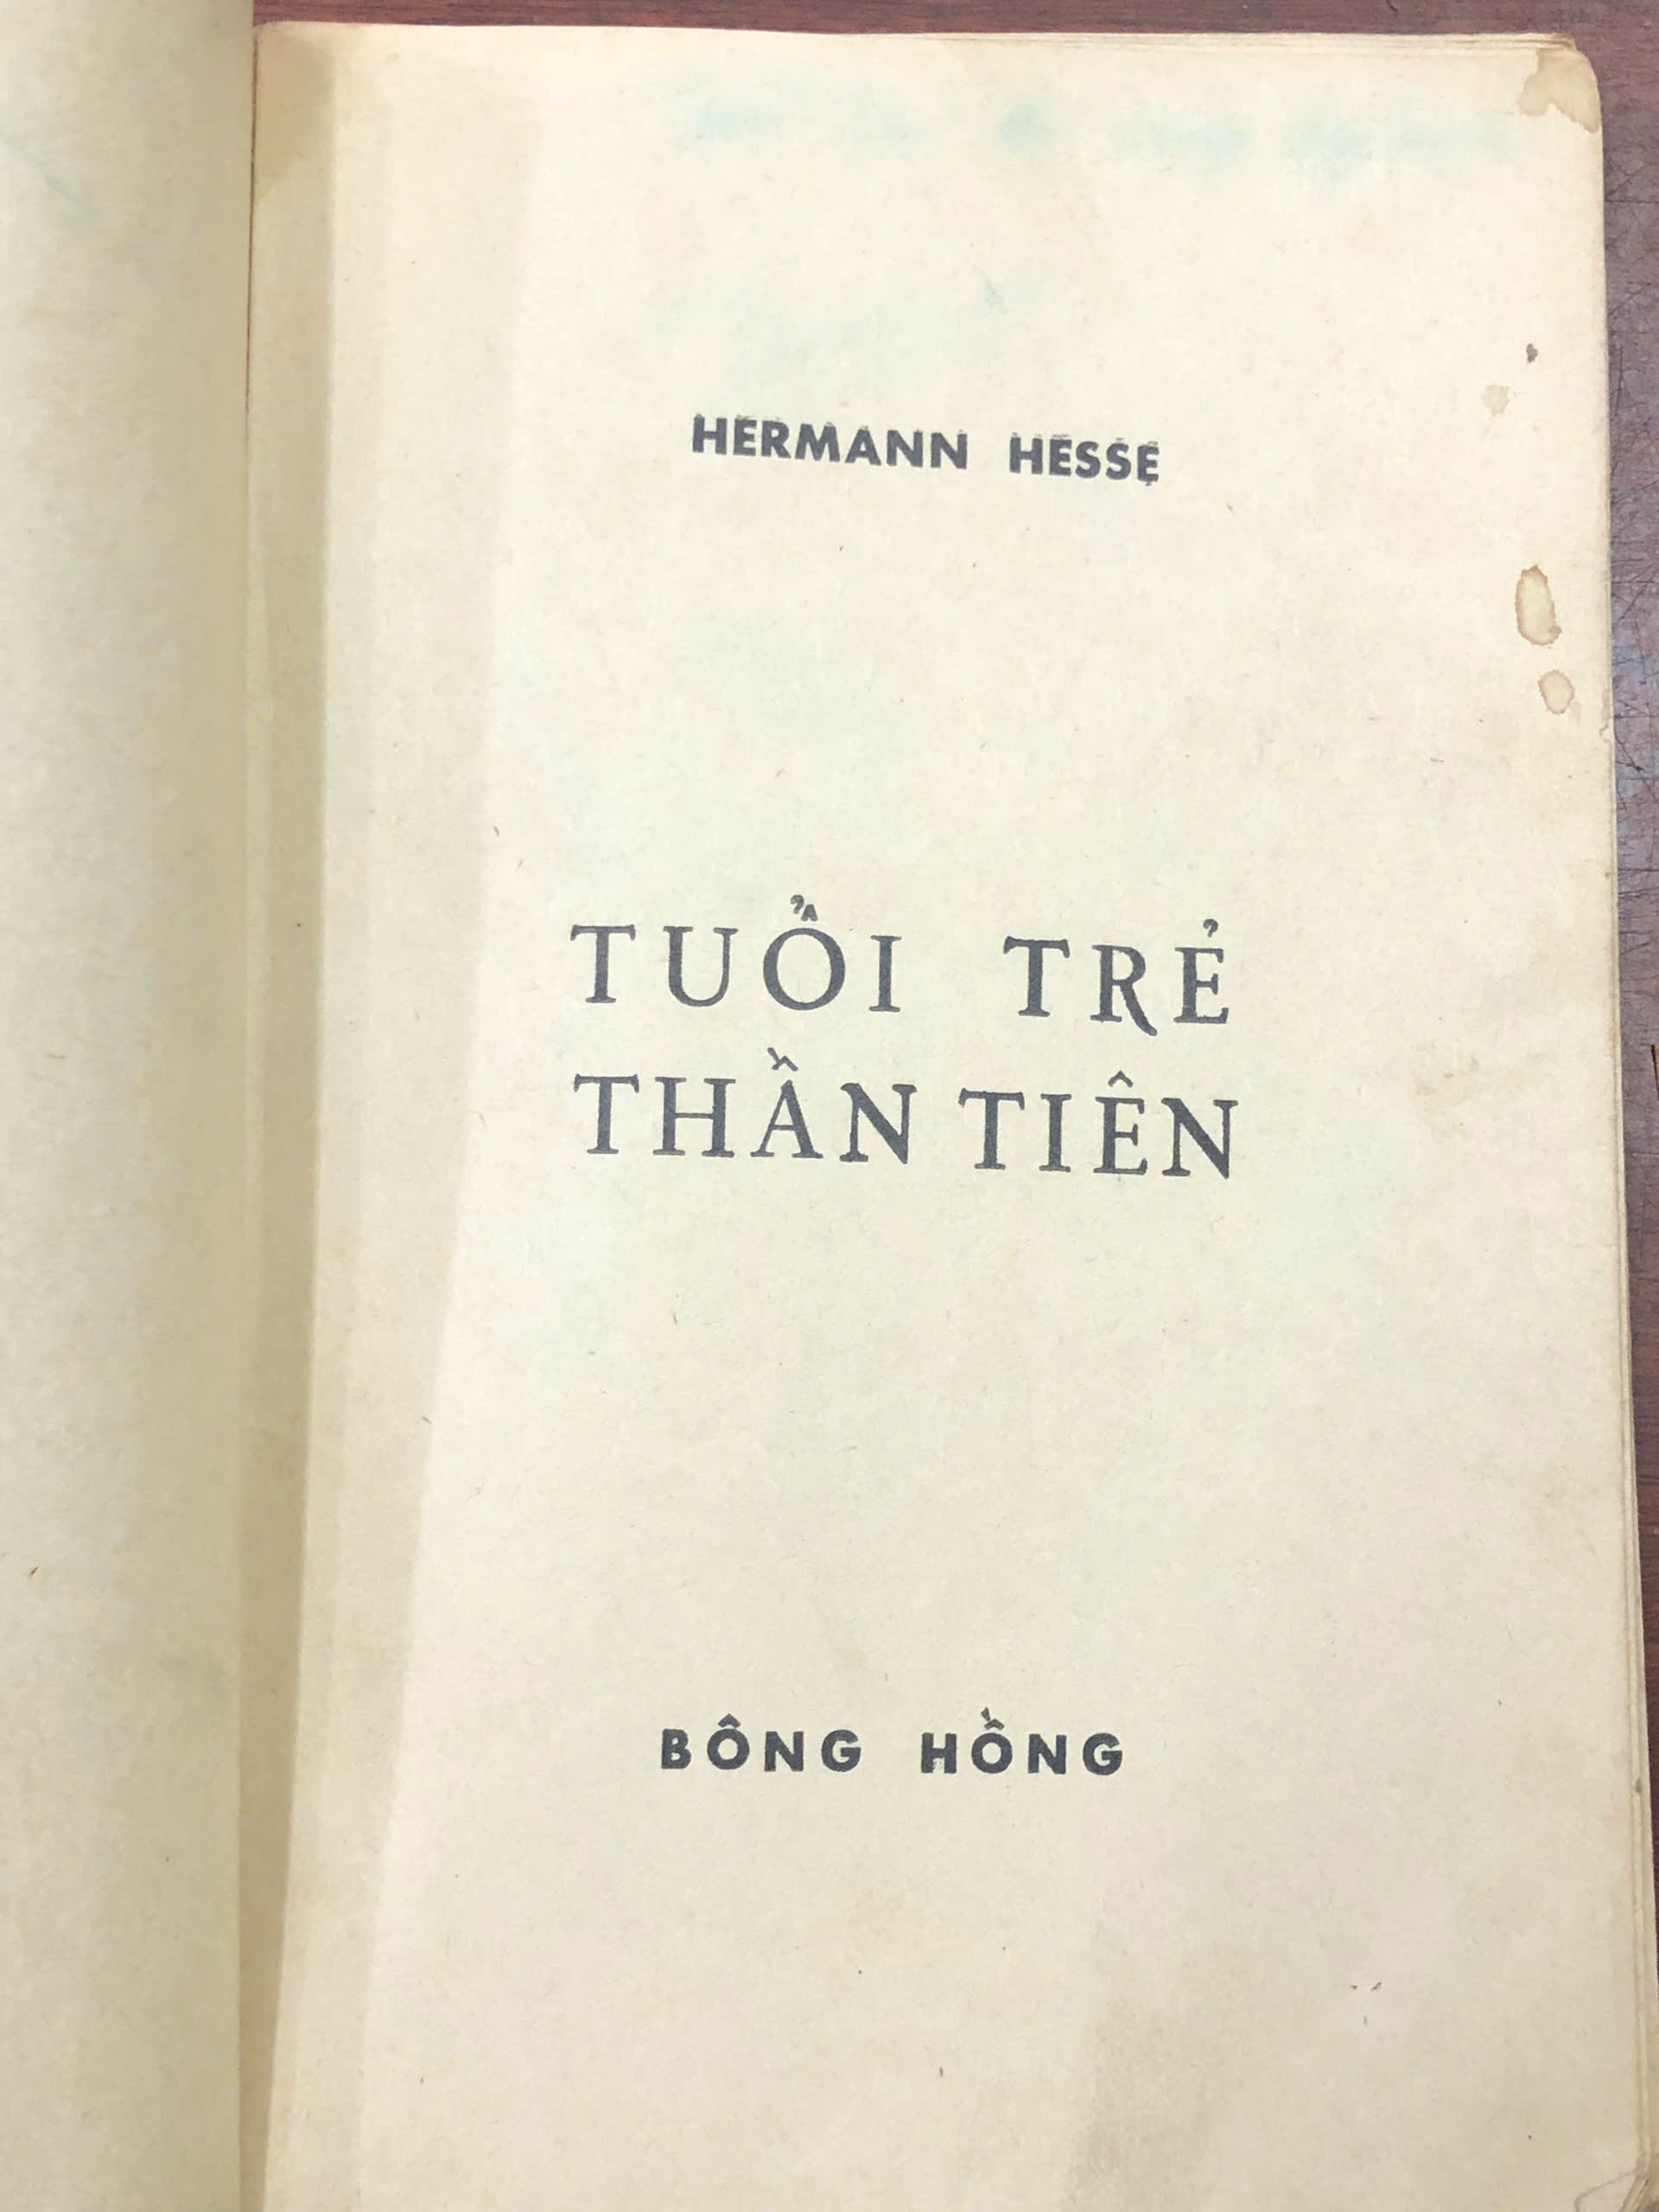 HERMANN HESSE
TUỔI TRẺ
THẦN TIÊN
BÔNG HỒNG